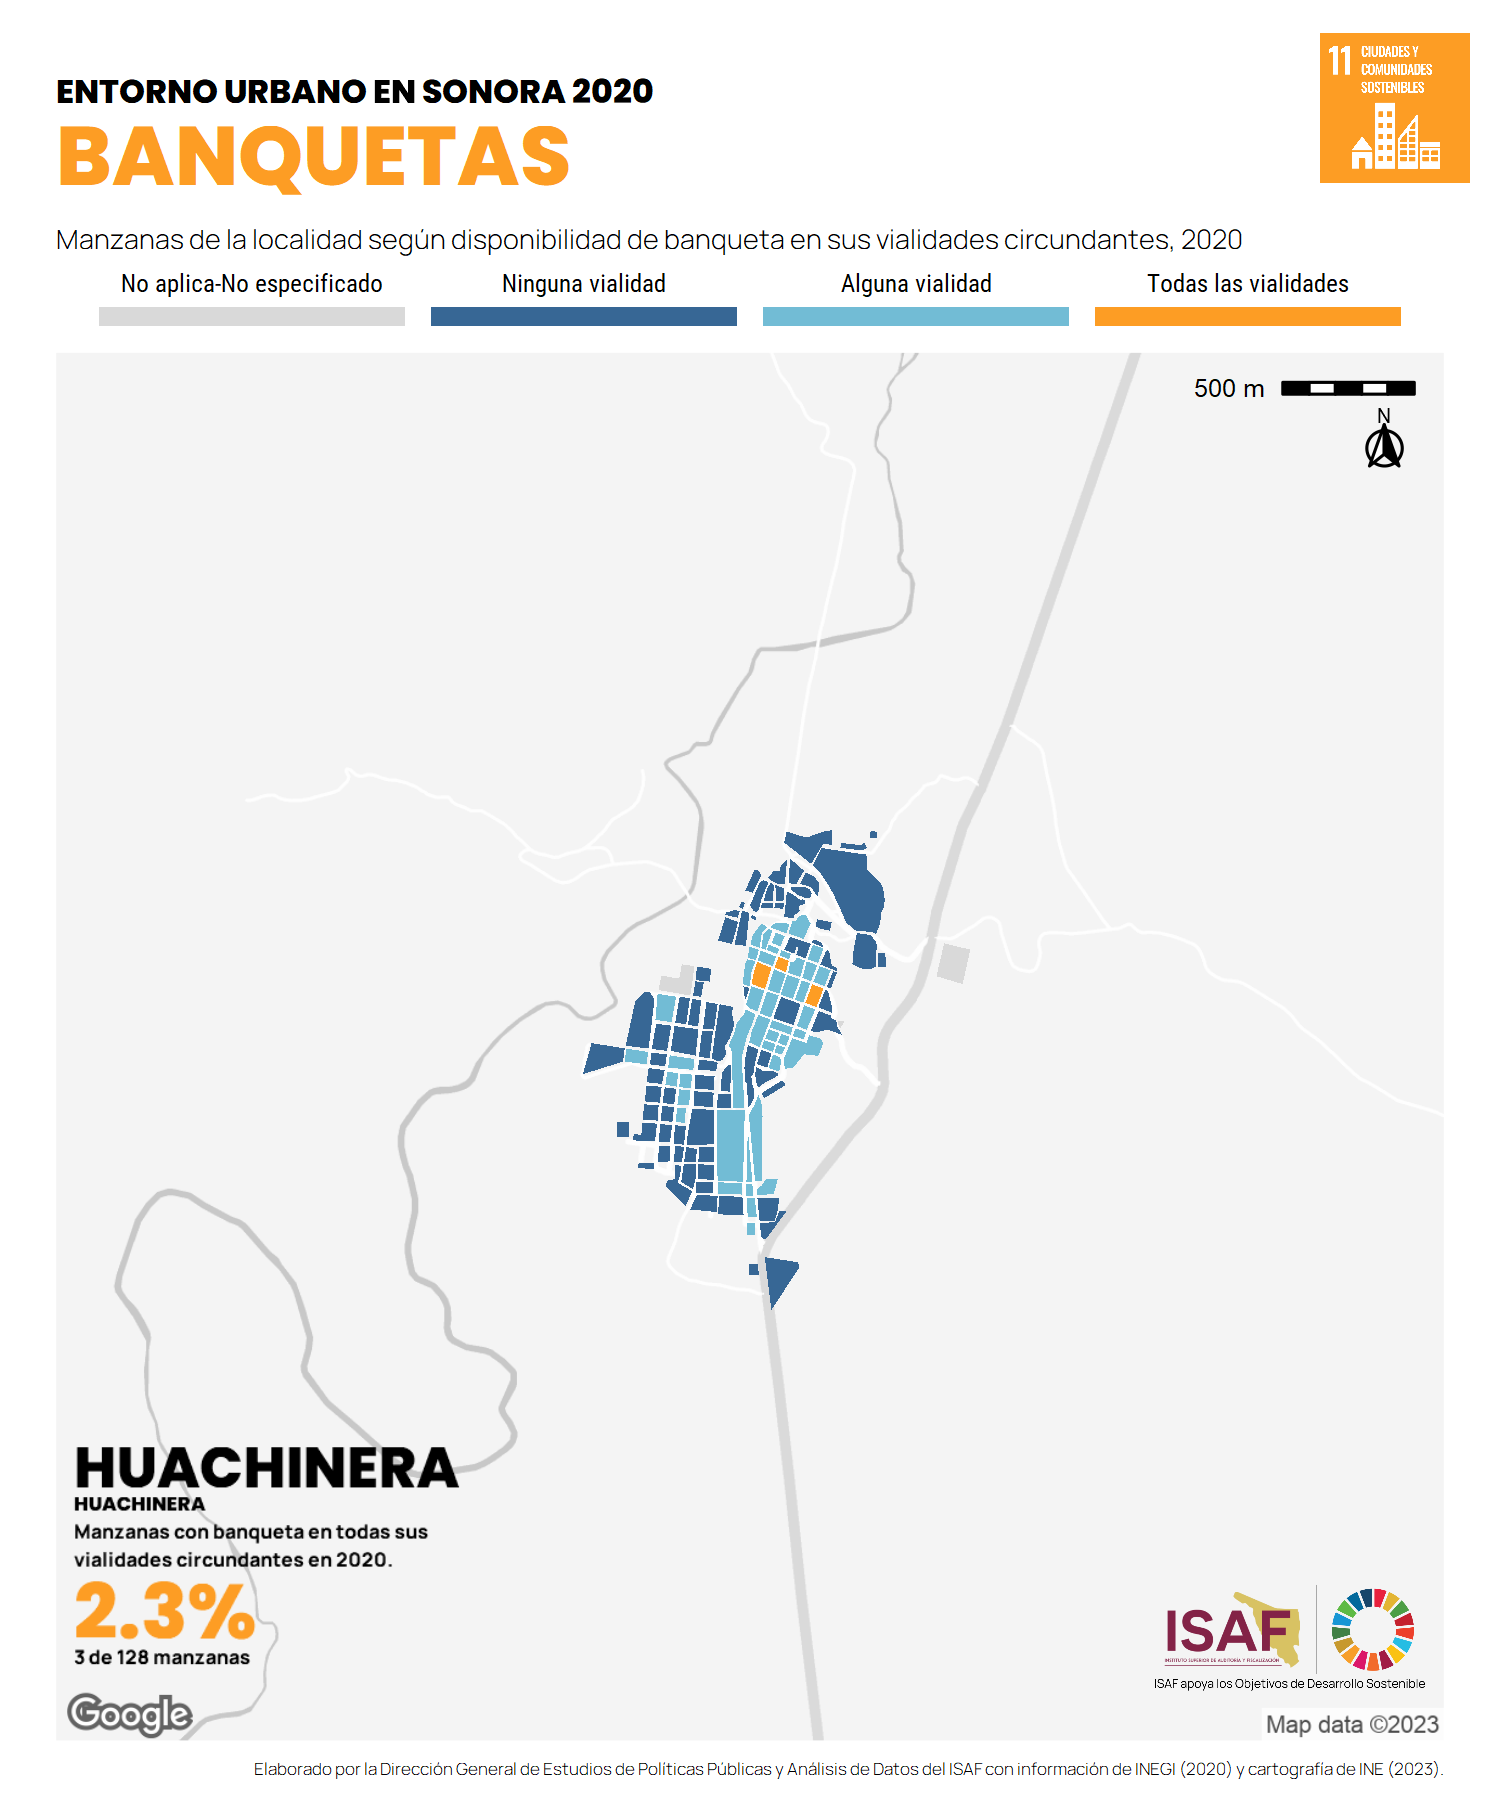 11 CIUDADES Y
COMUNIDADES
SOSTENIBLES
ENTORNO URBANO EN SONORA 2020
BANQUETAS
Manzanas de la localidad según disponibilidad de banqueta en sus vialidades circundantes, 2020
No aplica-No especificado
Ninguna vialidad
Alguna vialidad
Todas las vialidades
500 m
N
HUACHINERA
HUACHINERA
Manzanas con banqueta en todas sus
vialidades circundantes en 2020.
2.3%
3 de 128 manzanas
Google
ISAF
INSTITUTO SUPERIOR DE AUDITORÍA Y FISCALIZACIÓN
ISAF apoya los Objetivos de Desarrollo Sostenible
Map data ©2023
Elaborado por la Dirección General de Estudios de Políticas Públicas y Análisis de Datos del ISAF con información de INEGI (2020) y cartografía de INE (2023).